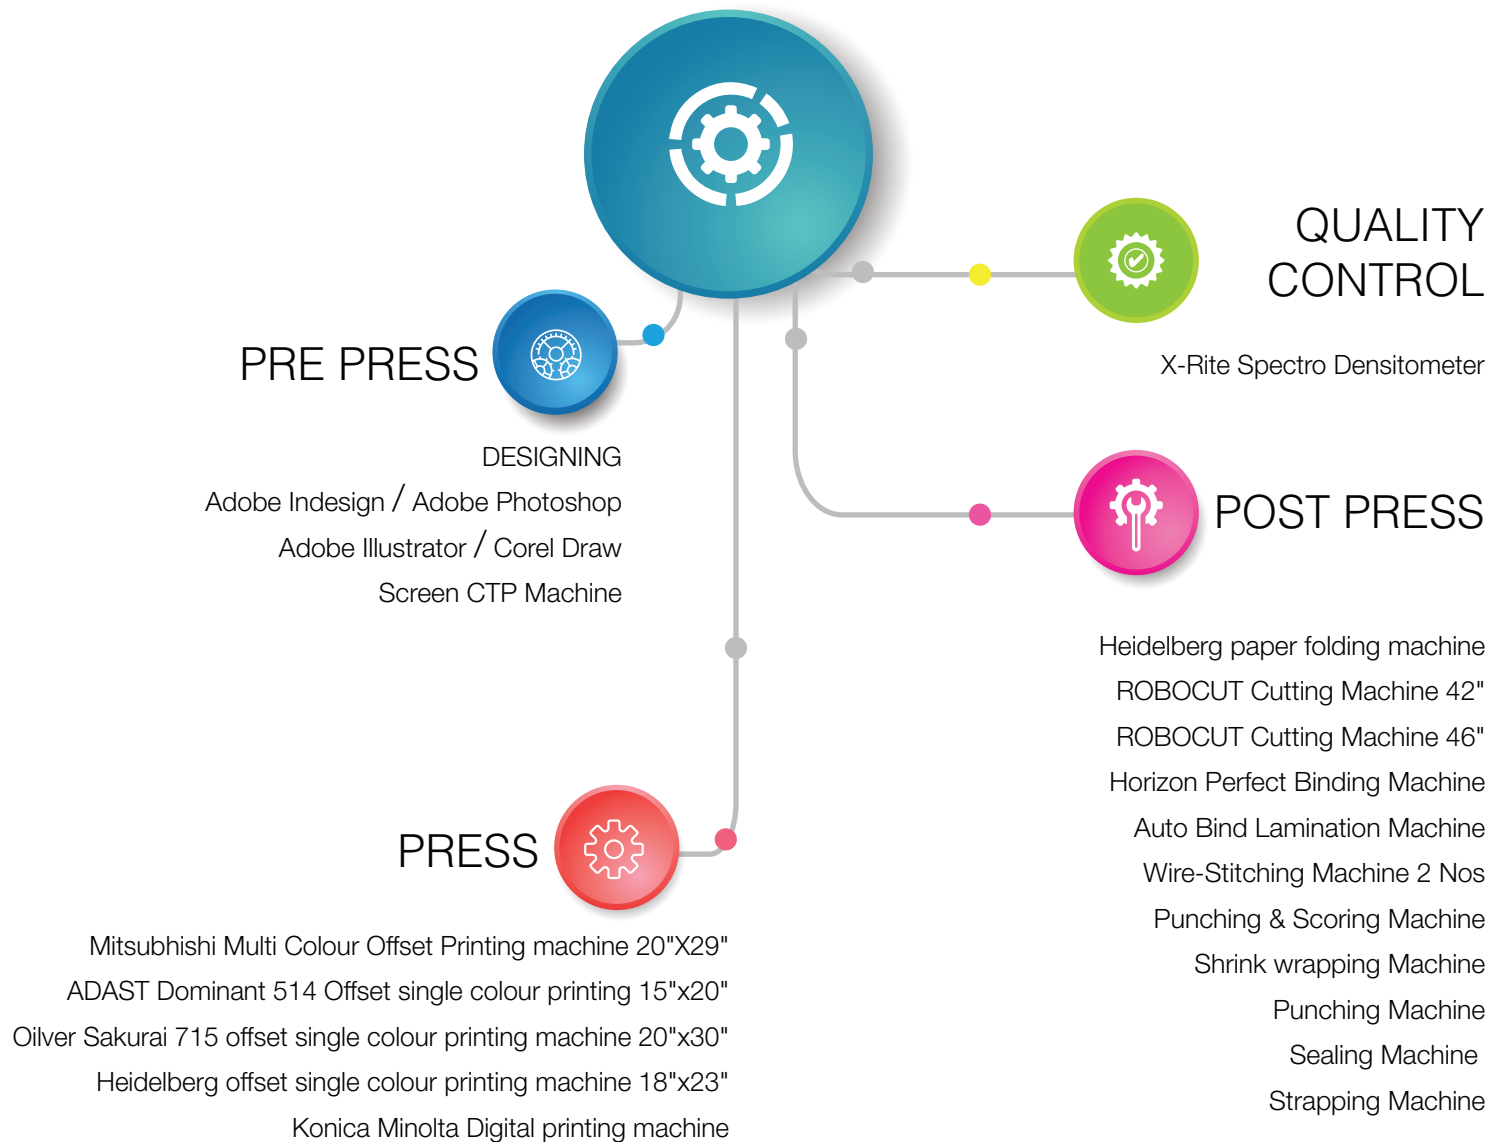 PRE PRESS
DESIGNING
Adobe Indesign / Adobe Photoshop
Adobe Illustrator / Corel Draw
Screen CTP Machine
PRESS
Mitsubhishi Multi Colour Offset Printing machine 20"X29"
ADAST Dominant 514 Offset single colour printing 15"x20"
Oilver Sakurai 715 offset single colour printing machine 20"x30"
Heidelberg offset single colour printing machine 18"x23"
Konica Minolta Digital printing machine
QUALITY
CONTROL
X-Rite Spectro Densitometer
POST PRESS
Heidelberg paper folding machine
ROBOCUT Cutting Machine 42"
ROBOCUT Cutting Machine 46"
Horizon Perfect Binding Machine
Auto Bind Lamination Machine
Wire-Stitching Machine 2 Nos
Punching & Scoring Machine
Shrink wrapping Machine
Punching Machine
Sealing Machine
Strapping Machine